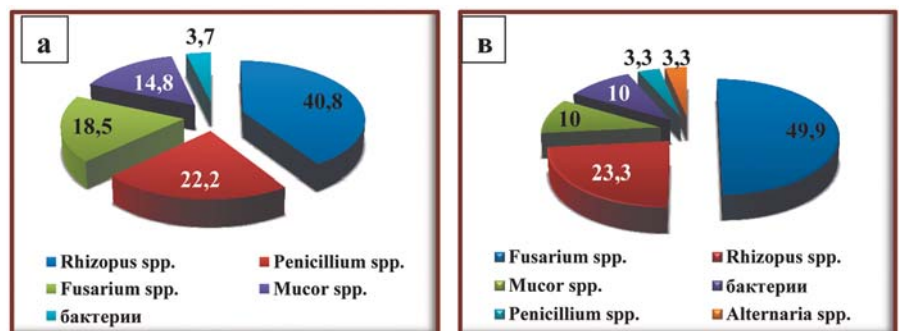 а
3,7
14,8
40,8
18,5
22,2
Rhizopus spp. Penicillium spp.
Fusarium spp. Mucor spp.
бактерии
в
3,3 3,3
10
10
49,9
23,3
Fusarium spp. Rhizopus spp.
Mucor spp. бактерии
Penicillium spp. Alternaria spp.